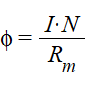 ϕ = I·N / R_m